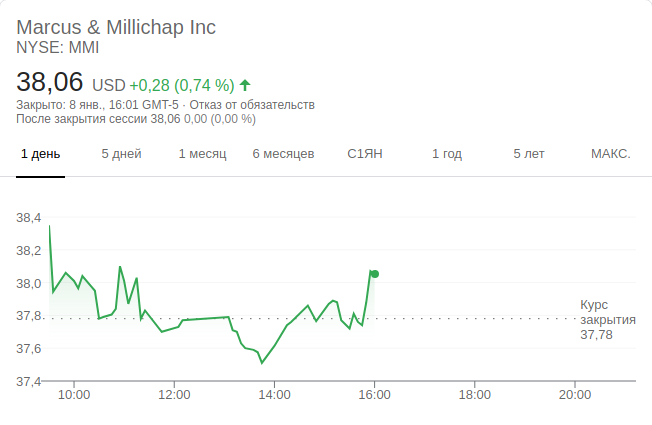 Marcus & Millichap Inc
NYSE: MMI
38,06 USD +0,28 (0,74 %)
Закрыто: 8 янв., 16:01 GMT-5 · Отказ от обязательств
После закрытия сессии 38,06 0,00 (0,00 %)
1 день 5 дней 1 месяц 6 месяцев С1ЯН 1 год 5 лет МАКС.
38,4
38,2
38,0
37,8
37,6
37,4
Курс
закрытия
37,78
10:00 12:00 14:00 16:00 18:00 20:00